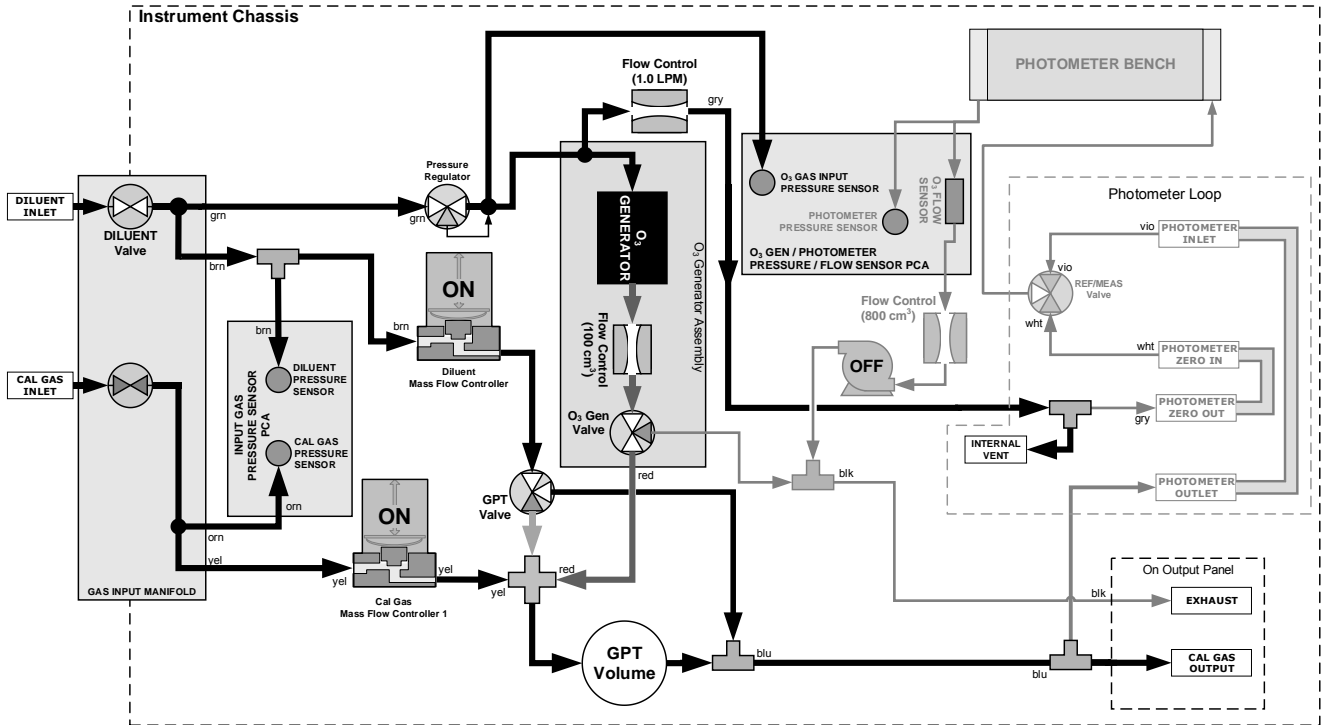 Instrument Chassis
Flow Control
(1.0 LPM)
gry
PHOTOMETER BENCH
Pressure
Regulator
O₃ GAS INPUT
PRESSURE SENSOR
PHOTOMETER
PRESSURE SENSOR
O₃ FLOW
SENSOR
O₃ GEN / PHOTOMETER
PRESSURE / FLOW SENSOR PCA
Photometer Loop
DILUENT
INLET
DILUENT
Valve
grn
grn
O₃
GENERATOR
O₃ Generator Assembly
vio
PHOTOMETER
INLET
vio
REF/MEAS
Valve
wht
wht
PHOTOMETER
ZERO IN
brn
ON
brn
brn
Diluent
Mass Flow Controller
Flow Control
(100 cm³)
Flow Control
(800 cm³)
OFF
CAL GAS
INLET
INPUT GAS
PRESSURE SENSOR
PCA
DILUENT
PRESSURE
SENSOR
CAL GAS
PRESSURE
SENSOR
O₃ Gen
Valve
gry
PHOTOMETER
ZERO OUT
INTERNAL
VENT
red
blk
PHOTOMETER
OUTLET
GPT
Valve
orn
orn
ON
yel
yel
yel
yel
red
Cal Gas
Mass Flow Controller 1
GAS INPUT MANIFOLD
On Output Panel
blk
EXHAUST
GPT
Volume
blu
blu
CAL GAS
OUTPUT